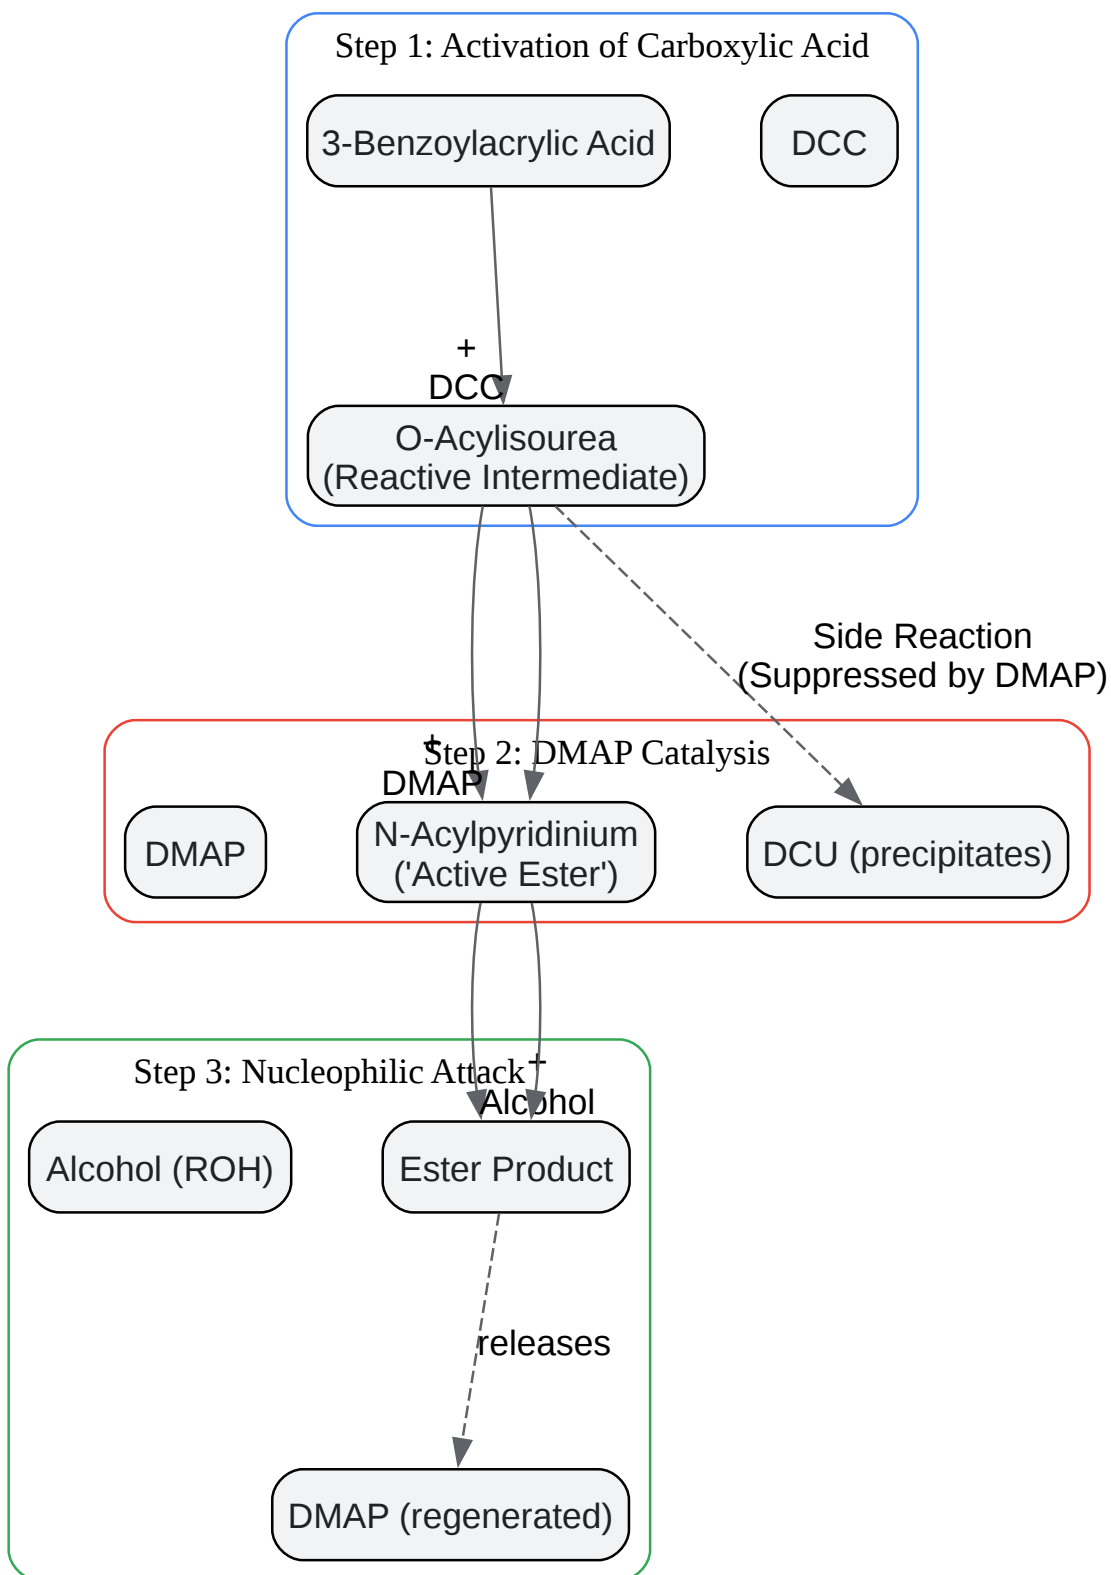 Step 1: Activation of Carboxylic Acid
3-Benzoylacrylic Acid
DCC
+
DCC
O-Acylisourea
(Reactive Intermediate)
Side Reaction
(Suppressed by DMAP)
+
Step 2: DMAP Catalysis
DMAP
DMAP
N-Acylpyridinium
('Active Ester')
DCU (precipitates)
+
Step 3: Nucleophilic Attack
Alcohol
Alcohol (ROH)
Ester Product
releases
DMAP (regenerated)